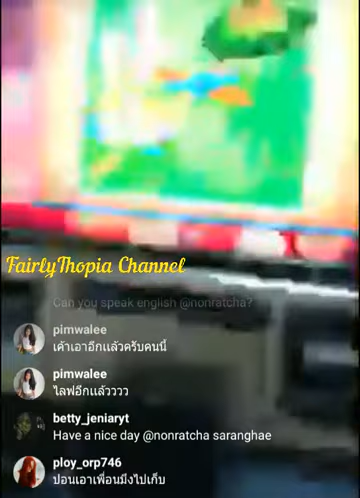 FairlyThopia Channel
Can you speak english @nonratcha?
pimwalee
เค้าเอาอีกแล้วครับคนนี้
pimwalee
ไลฟอีกแล้วววว
betty_jeniaryt
Have a nice day @nonratcha saranghae
ploy_orp746
ปอนเอาเพื่อนมึงไปเก็บ